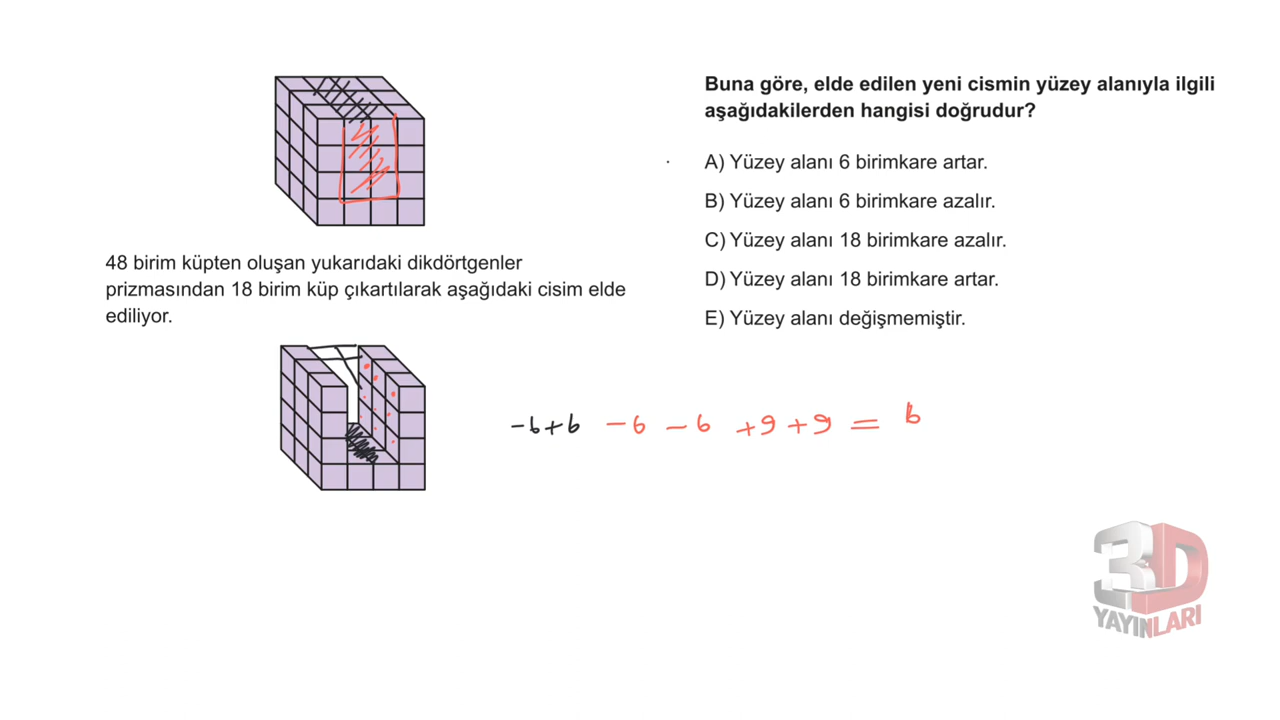 48 birim küpten oluşan yukarıdaki dikdörtgenler
prizmasından 18 birim küp çıkartılarak aşağıdaki cisim elde
ediliyor.
Buna göre, elde edilen yeni cismin yüzey alanıyla ilgili
aşağıdakilerden hangisi doğrudur?
A) Yüzey alanı 6 birimkare artar.
B) Yüzey alanı 6 birimkare azalır.
C) Yüzey alanı 18 birimkare azalır.
D) Yüzey alanı 18 birimkare artar.
E) Yüzey alanı değişmemiştir.
-6+6 -6 -6 +9+9 = 6
3D
YAYINLARI